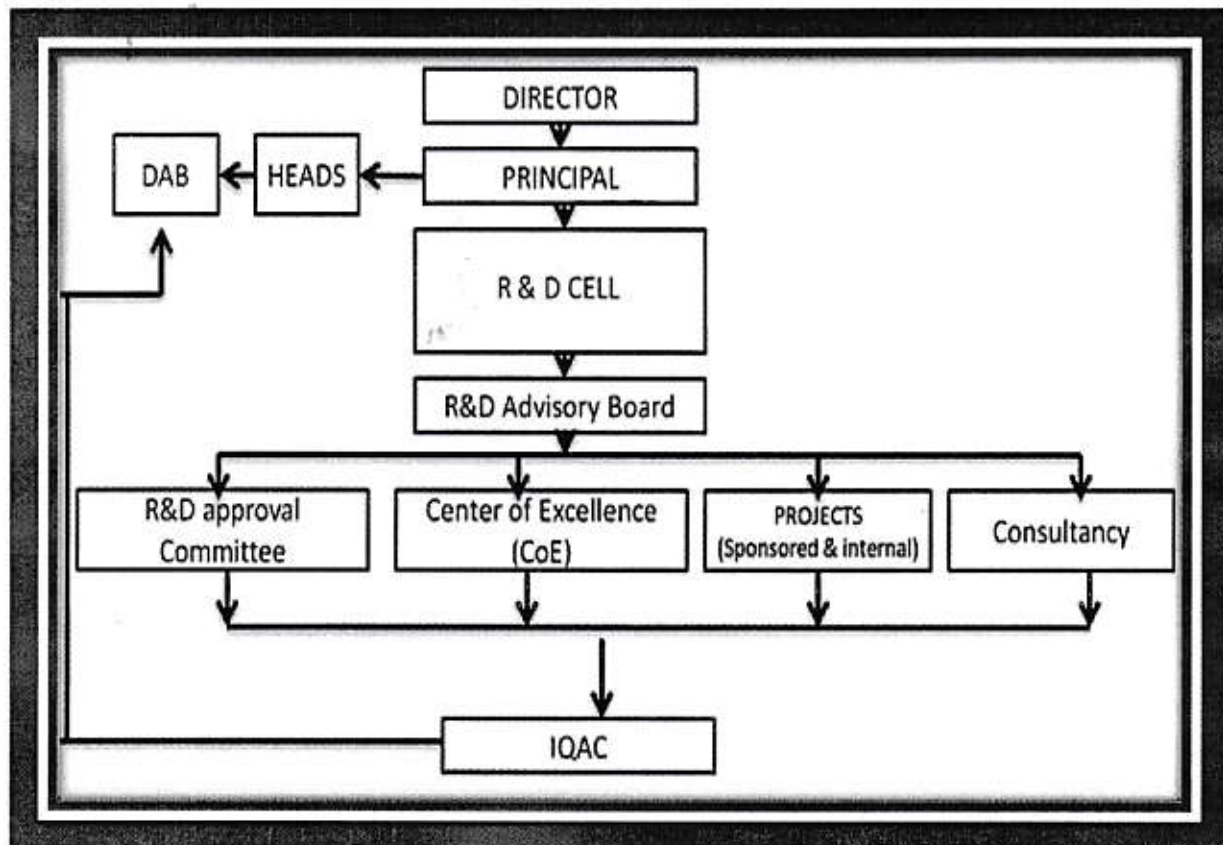 DIRECTOR
DAB
HEADS
PRINCIPAL
R & D CELL
R&D Advisory Board
R&D approval
Committee
Center of Excellence
(CoE)
PROJECTS
(Sponsored & internal)
Consultancy
IQAC